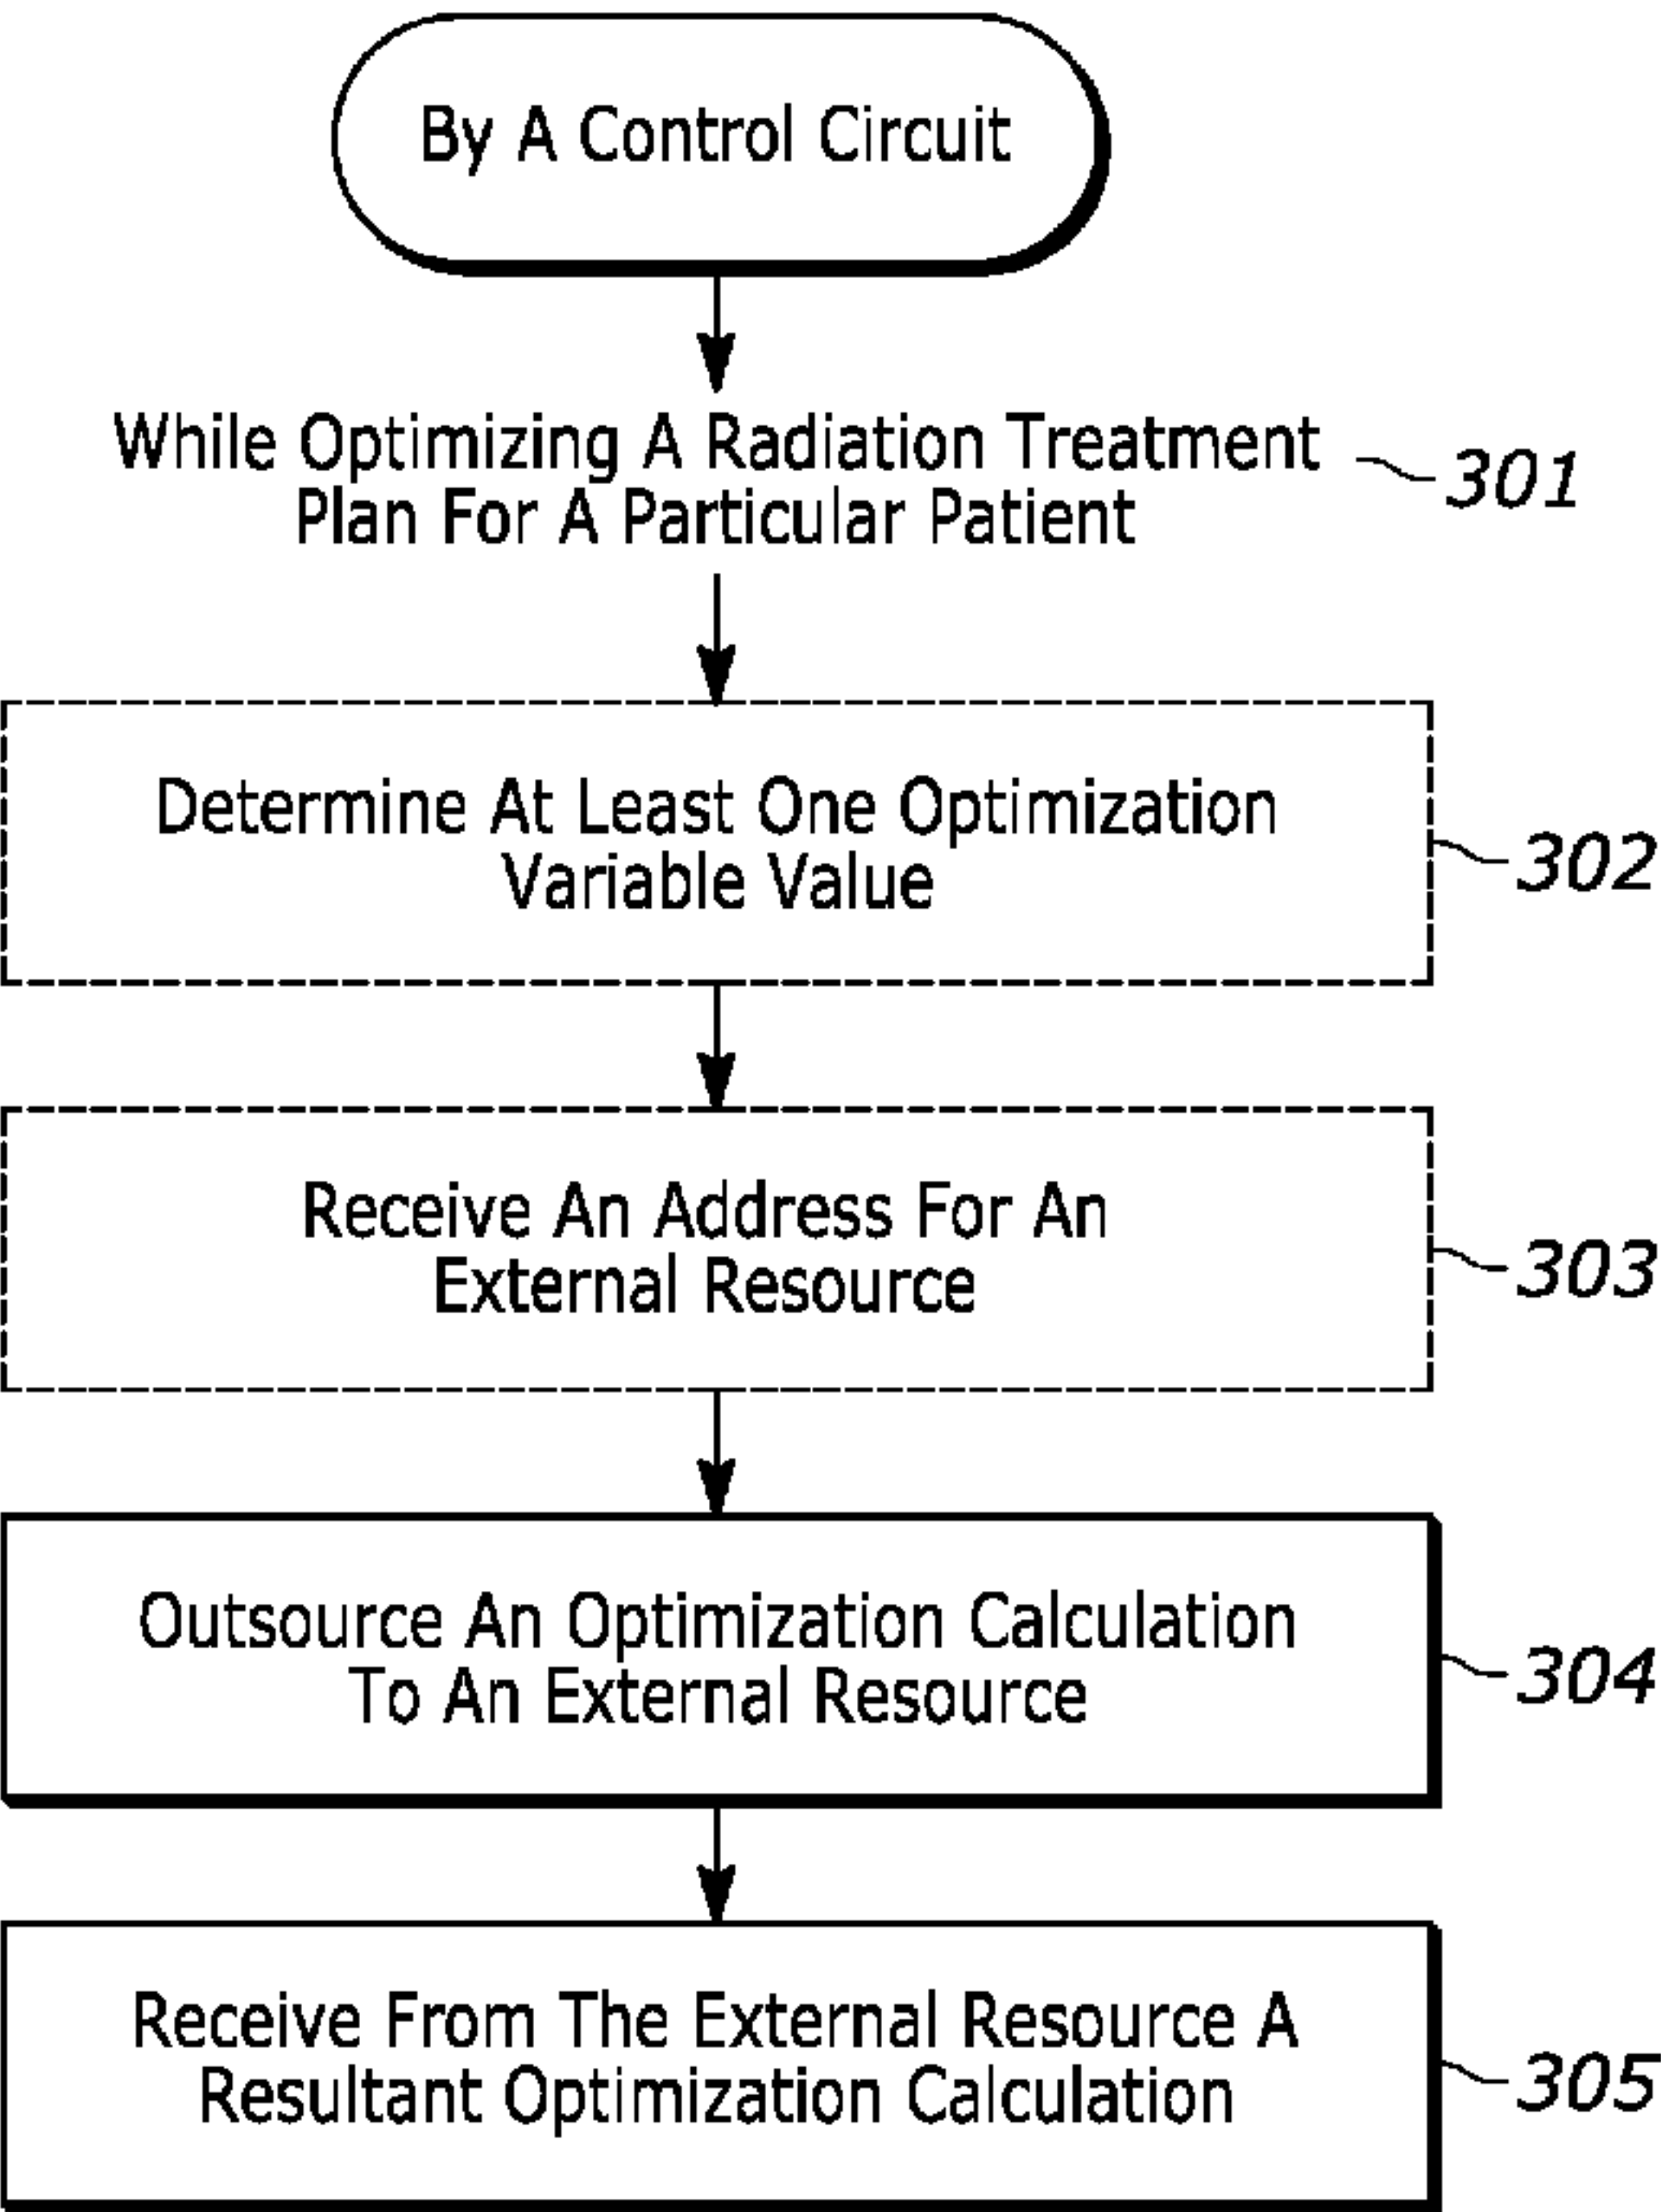 By A Control Circuit
While Optimizing A Radiation Treatment
Plan For A Particular Patient
301
Determine At Least One Optimization
Variable Value
302
Receive An Address For An
External Resource
303
Outsource An Optimization Calculation
To An External Resource
304
Receive From The External Resource A
Resultant Optimization Calculation
305